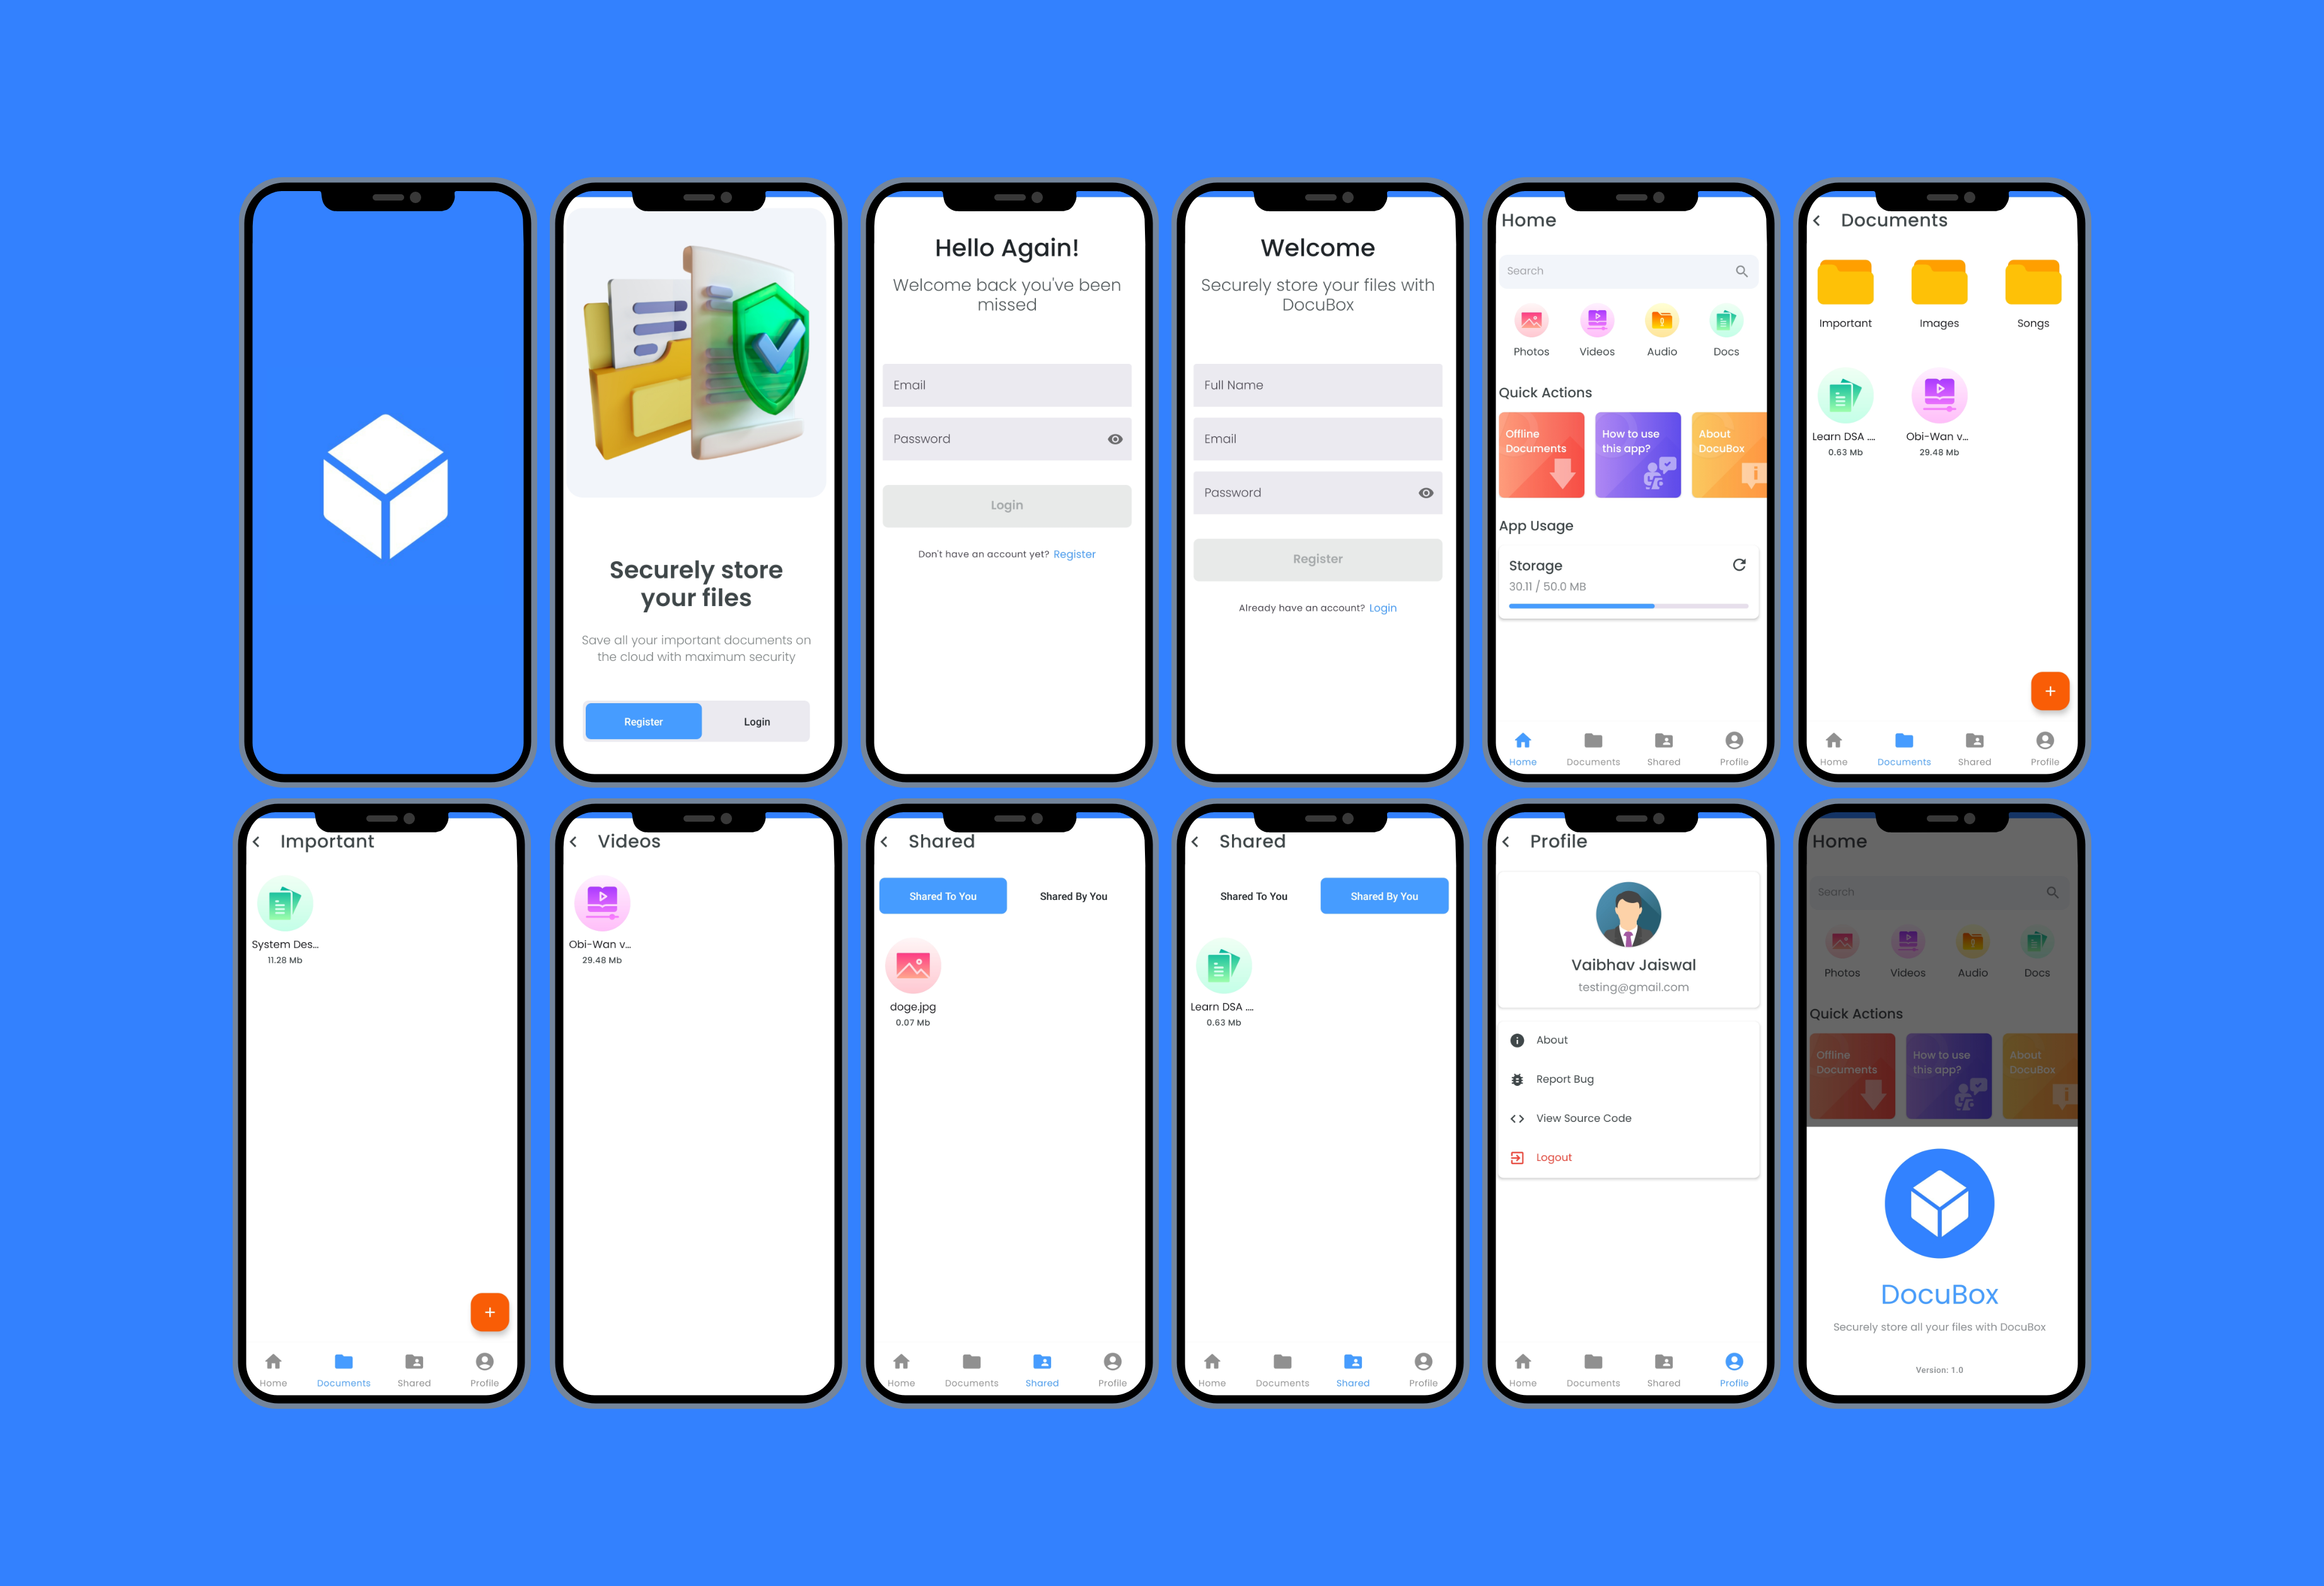 Securely store
your files
Save all your important documents on
the cloud with maximum security
Register
Login
Hello Again!
Welcome back you've been
missed
Email
Password
Login
Don't have an account yet? Register
Welcome
Securely store your files with
DocuBox
Full Name
Email
Password
Register
Already have an account? Login
Home
Search
Photos
Videos
Audio
Docs
Quick Actions
Offline
Documents
How to use
this app?
About
DocuBox
App Usage
Storage
30.11 / 50.0 MB
Home
Documents
Shared
Profile
Documents
Important
Images
Songs
Learn DSA ....
0.63 Mb
Obi-Wan v...
29.48 Mb
Home
Documents
Shared
Profile
Important
System Des...
11.28 Mb
Home
Documents
Shared
Profile
Videos
Obi-Wan v...
29.48 Mb
Shared
Shared To You
Shared By You
doge.jpg
0.07 Mb
Home
Documents
Shared
Profile
Shared
Shared To You
Shared By You
Learn DSA ....
0.63 Mb
Home
Documents
Shared
Profile
Profile
Vaibhav Jaiswal
testing@gmail.com
About
Report Bug
View Source Code
Logout
Home
Documents
Shared
Profile
Home
Search
Photos
Videos
Audio
Docs
Quick Actions
Offline
Documents
How to use
this app?
About
DocuBox
DocuBox
Securely store all your files with DocuBox
Version: 1.0